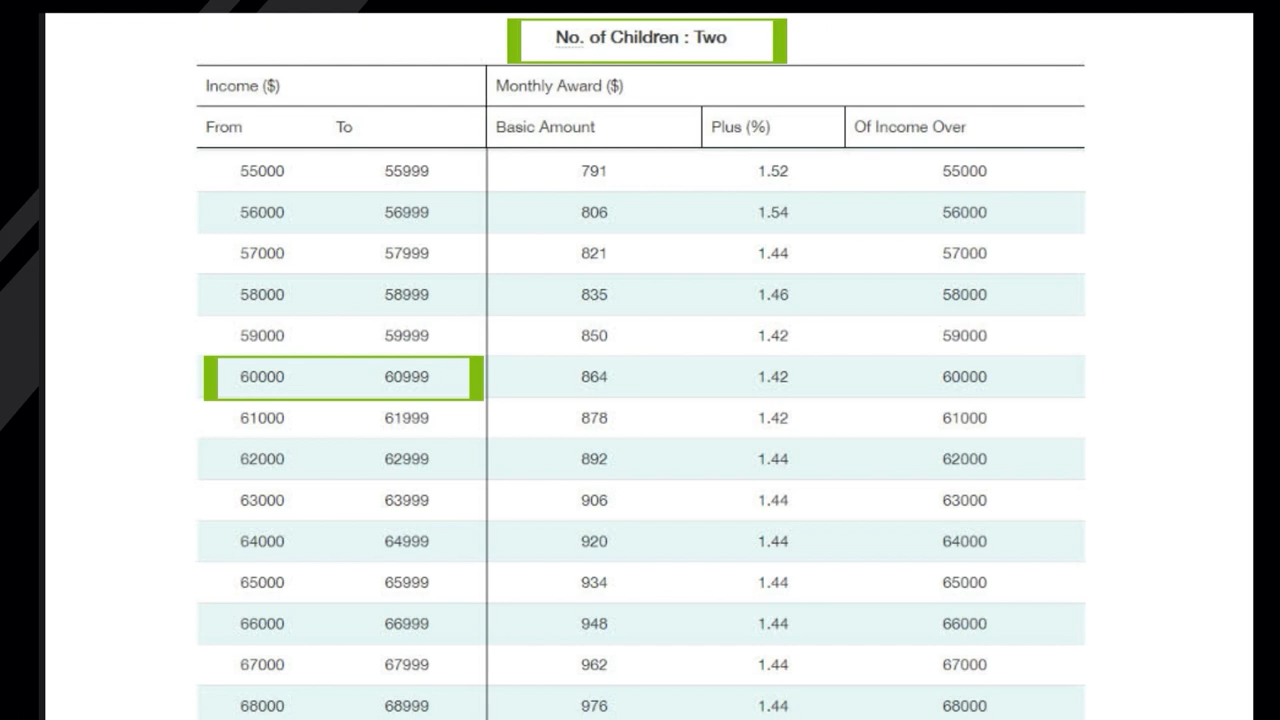 No. of Children : Two
Income ($) Monthly Award ($)
From To Basic Amount Plus (%) Of Income Over
55000 55999 791 1.52 55000
56000 56999 806 1.54 56000
57000 57999 821 1.44 57000
58000 58999 835 1.46 58000
59000 59999 850 1.42 59000
60000 60999 864 1.42 60000
61000 61999 878 1.42 61000
62000 62999 892 1.44 62000
63000 63999 906 1.44 63000
64000 64999 920 1.44 64000
65000 65999 934 1.44 65000
66000 66999 948 1.44 66000
67000 67999 962 1.44 67000
68000 68999 976 1.44 68000